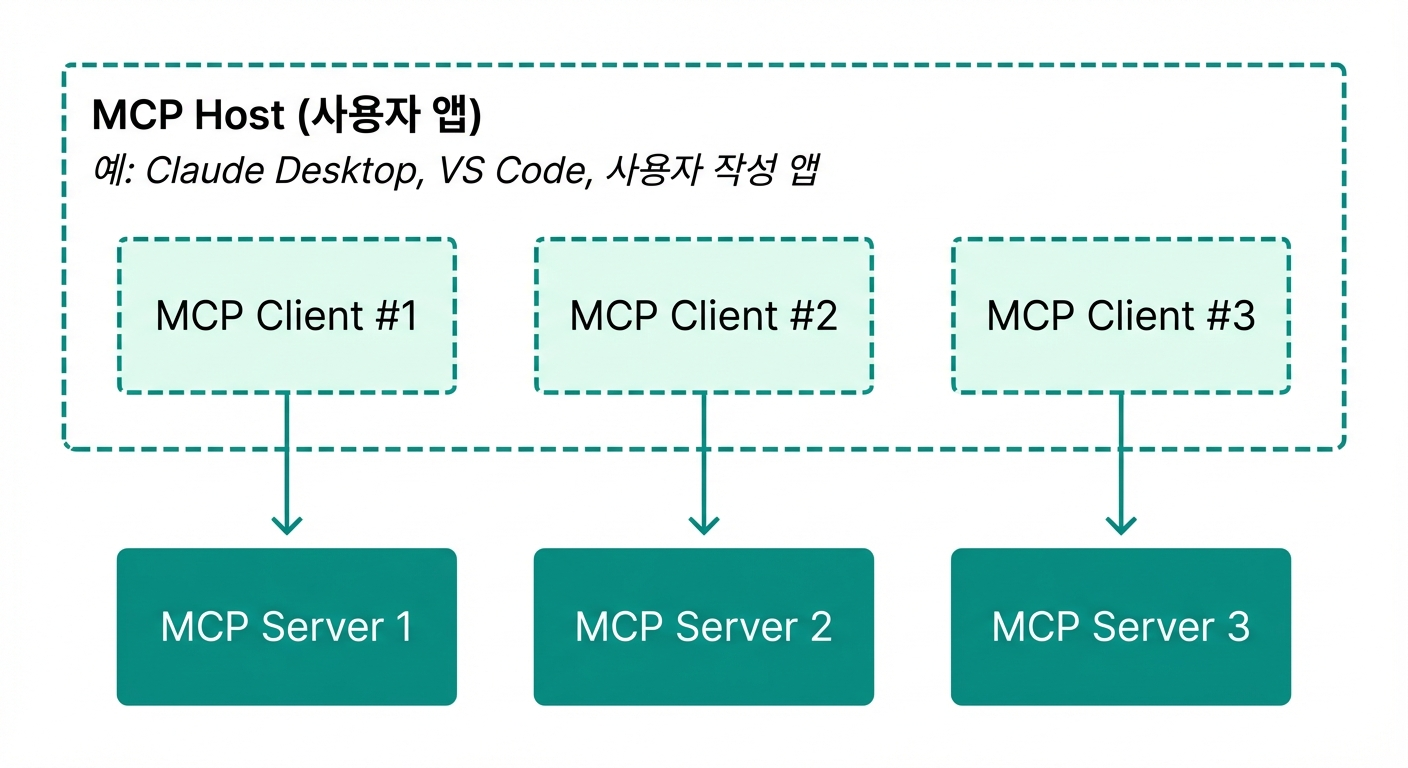 MCP Host (사용자 앱)
예: Claude Desktop, VS Code, 사용자 작성 앱
MCP Client #1
MCP Client #2
MCP Client #3
MCP Server 1
MCP Server 2
MCP Server 3